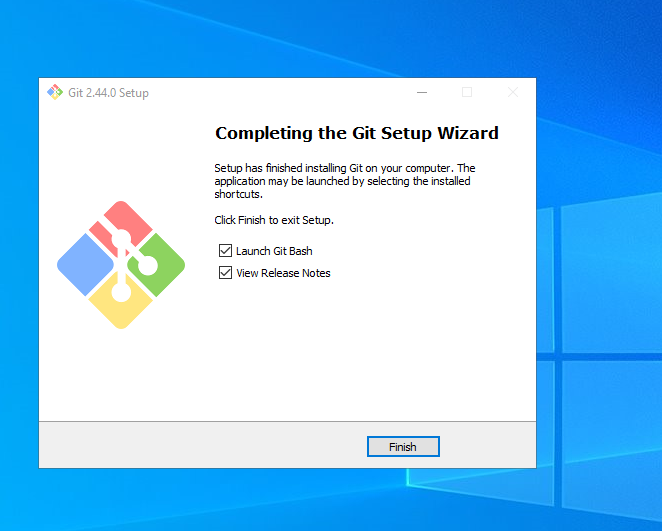 Git 2.44.0 Setup
Completing the Git Setup Wizard
Setup has finished installing Git on your computer. The
application may be launched by selecting the installed
shortcuts.
Click Finish to exit Setup.
Launch Git Bash
View Release Notes
Finish